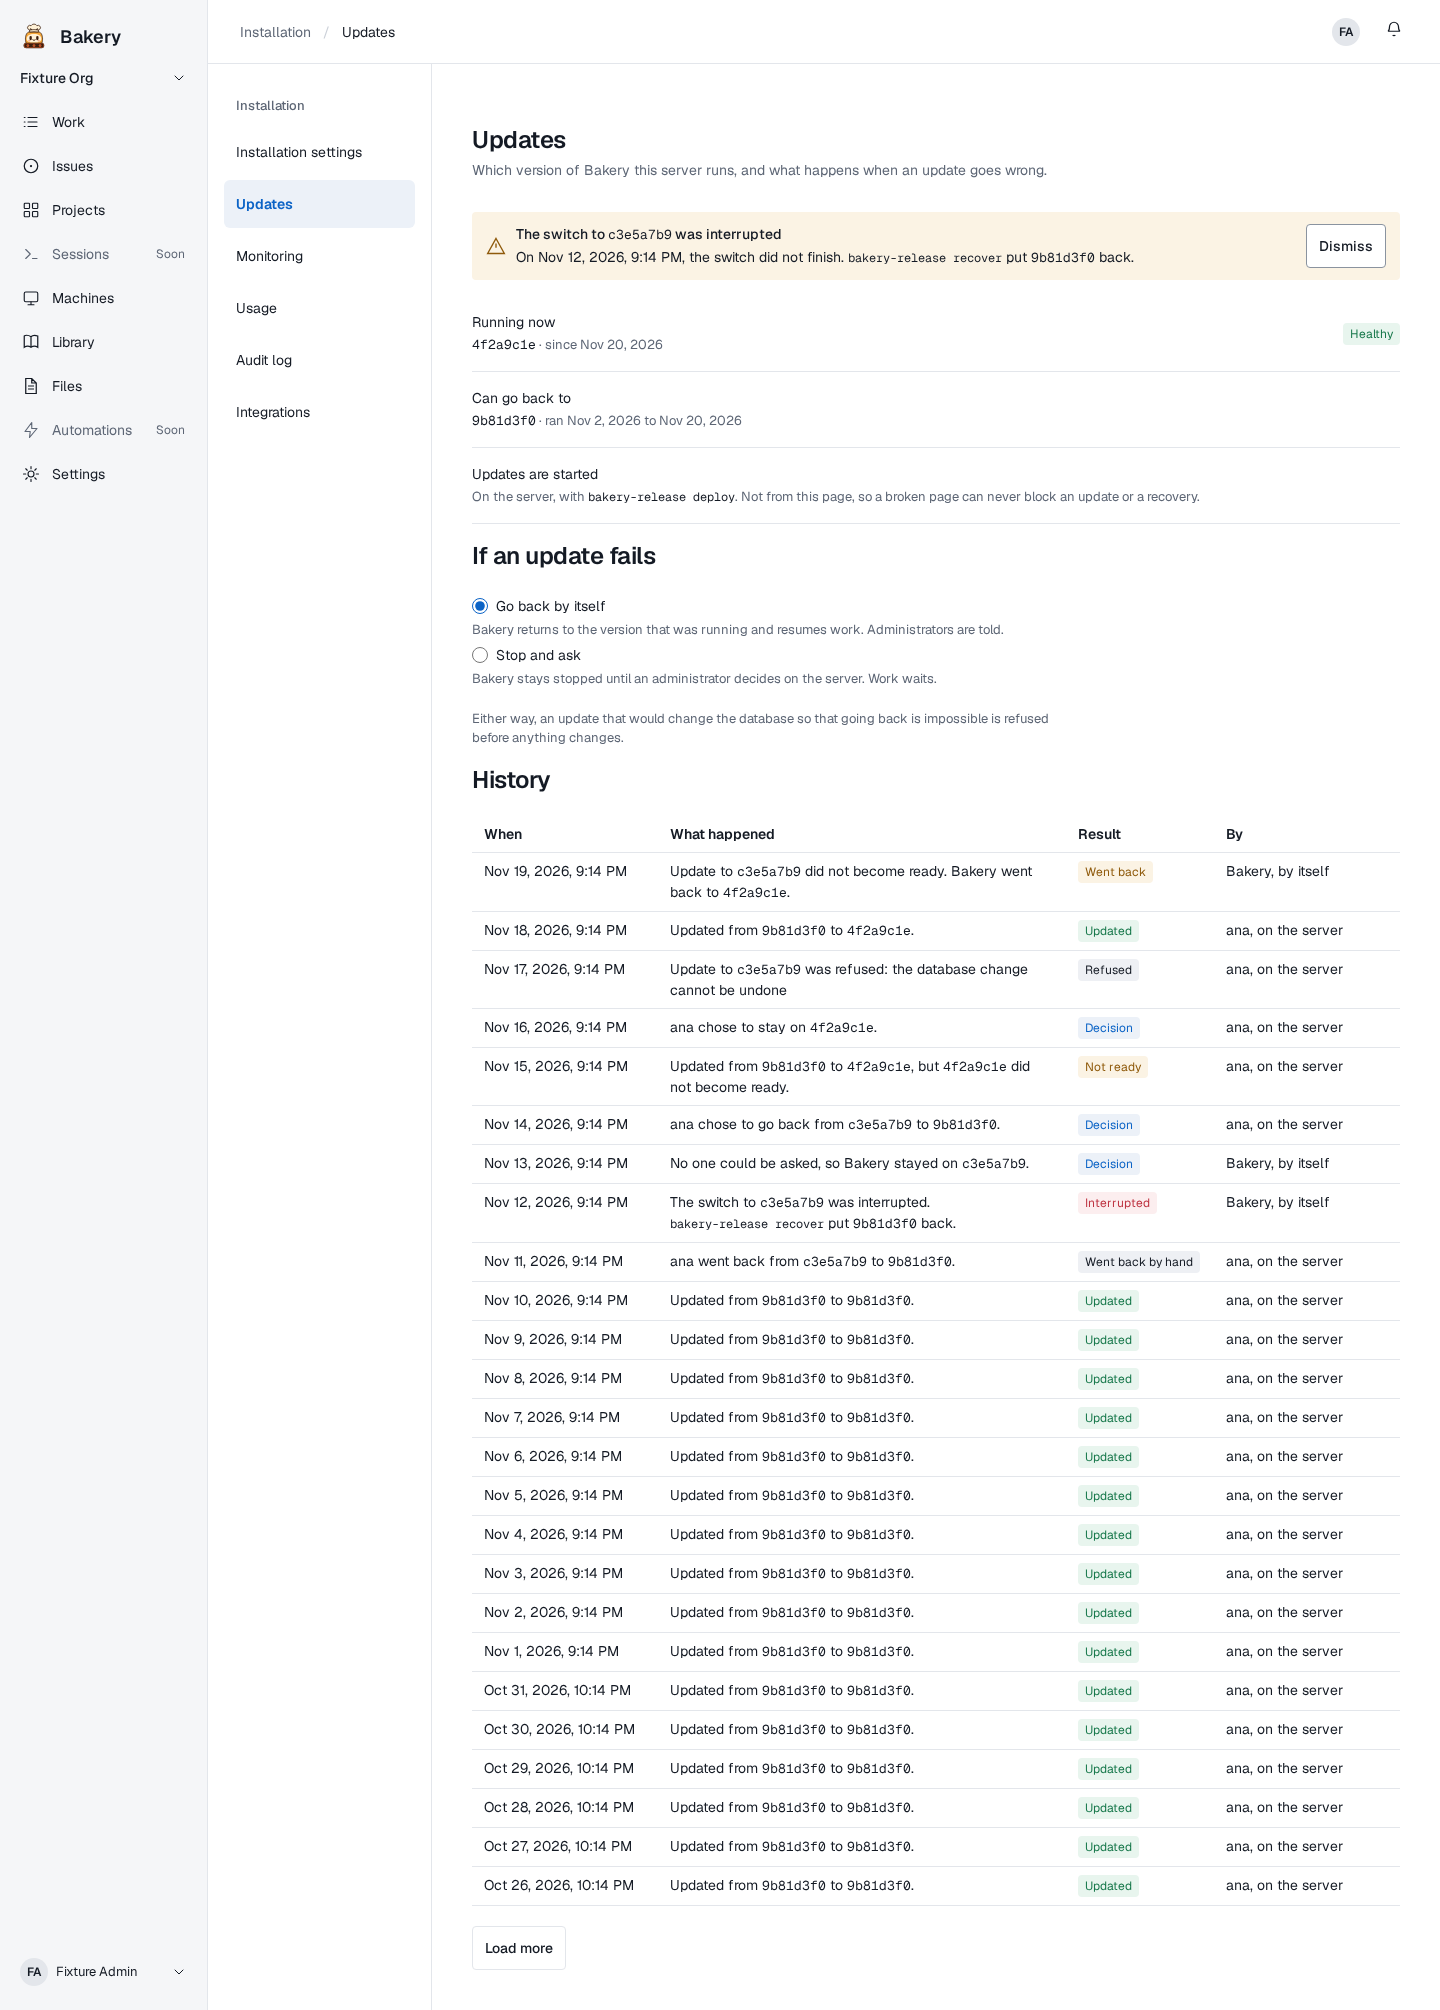 Bakery
Fixture Org
Work
Issues
Projects
Sessions Soon
Machines
Library
Files
Automations Soon
Settings
FA Fixture Admin
Installation / Updates
FA
Installation
Installation settings
Updates
Monitoring
Usage
Audit log
Integrations
Updates
Which version of Bakery this server runs, and what happens when an update goes wrong.
The switch to c3e5a7b9 was interrupted
On Nov 12, 2026, 9:14 PM, the switch did not finish. bakery-release recover put 9b81d3f0 back.
Dismiss
Running now
4f2a9c1e · since Nov 20, 2026
Healthy
Can go back to
9b81d3f0 · ran Nov 2, 2026 to Nov 20, 2026
Updates are started
On the server, with bakery-release deploy. Not from this page, so a broken page can never block an update or a recovery.
If an update fails
Go back by itself
Bakery returns to the version that was running and resumes work. Administrators are told.
Stop and ask
Bakery stays stopped until an administrator decides on the server. Work waits.
Either way, an update that would change the database so that going back is impossible is refused
before anything changes.
History
When What happened Result By
Nov 19, 2026, 9:14 PM Update to c3e5a7b9 did not become ready. Bakery went Went back Bakery, by itself
back to 4f2a9c1e.
Nov 18, 2026, 9:14 PM Updated from 9b81d3f0 to 4f2a9c1e. Updated ana, on the server
Nov 17, 2026, 9:14 PM Update to c3e5a7b9 was refused: the database change Refused ana, on the server
cannot be undone
Nov 16, 2026, 9:14 PM ana chose to stay on 4f2a9c1e. Decision ana, on the server
Nov 15, 2026, 9:14 PM Updated from 9b81d3f0 to 4f2a9c1e, but 4f2a9c1e did Not ready ana, on the server
not become ready.
Nov 14, 2026, 9:14 PM ana chose to go back from c3e5a7b9 to 9b81d3f0. Decision ana, on the server
Nov 13, 2026, 9:14 PM No one could be asked, so Bakery stayed on c3e5a7b9. Decision Bakery, by itself
Nov 12, 2026, 9:14 PM The switch to c3e5a7b9 was interrupted. Interrupted Bakery, by itself
bakery-release recover put 9b81d3f0 back.
Nov 11, 2026, 9:14 PM ana went back from c3e5a7b9 to 9b81d3f0. Went back by hand ana, on the server
Nov 10, 2026, 9:14 PM Updated from 9b81d3f0 to 9b81d3f0. Updated ana, on the server
Nov 9, 2026, 9:14 PM Updated from 9b81d3f0 to 9b81d3f0. Updated ana, on the server
Nov 8, 2026, 9:14 PM Updated from 9b81d3f0 to 9b81d3f0. Updated ana, on the server
Nov 7, 2026, 9:14 PM Updated from 9b81d3f0 to 9b81d3f0. Updated ana, on the server
Nov 6, 2026, 9:14 PM Updated from 9b81d3f0 to 9b81d3f0. Updated ana, on the server
Nov 5, 2026, 9:14 PM Updated from 9b81d3f0 to 9b81d3f0. Updated ana, on the server
Nov 4, 2026, 9:14 PM Updated from 9b81d3f0 to 9b81d3f0. Updated ana, on the server
Nov 3, 2026, 9:14 PM Updated from 9b81d3f0 to 9b81d3f0. Updated ana, on the server
Nov 2, 2026, 9:14 PM Updated from 9b81d3f0 to 9b81d3f0. Updated ana, on the server
Nov 1, 2026, 9:14 PM Updated from 9b81d3f0 to 9b81d3f0. Updated ana, on the server
Oct 31, 2026, 10:14 PM Updated from 9b81d3f0 to 9b81d3f0. Updated ana, on the server
Oct 30, 2026, 10:14 PM Updated from 9b81d3f0 to 9b81d3f0. Updated ana, on the server
Oct 29, 2026, 10:14 PM Updated from 9b81d3f0 to 9b81d3f0. Updated ana, on the server
Oct 28, 2026, 10:14 PM Updated from 9b81d3f0 to 9b81d3f0. Updated ana, on the server
Oct 27, 2026, 10:14 PM Updated from 9b81d3f0 to 9b81d3f0. Updated ana, on the server
Oct 26, 2026, 10:14 PM Updated from 9b81d3f0 to 9b81d3f0. Updated ana, on the server
Load more